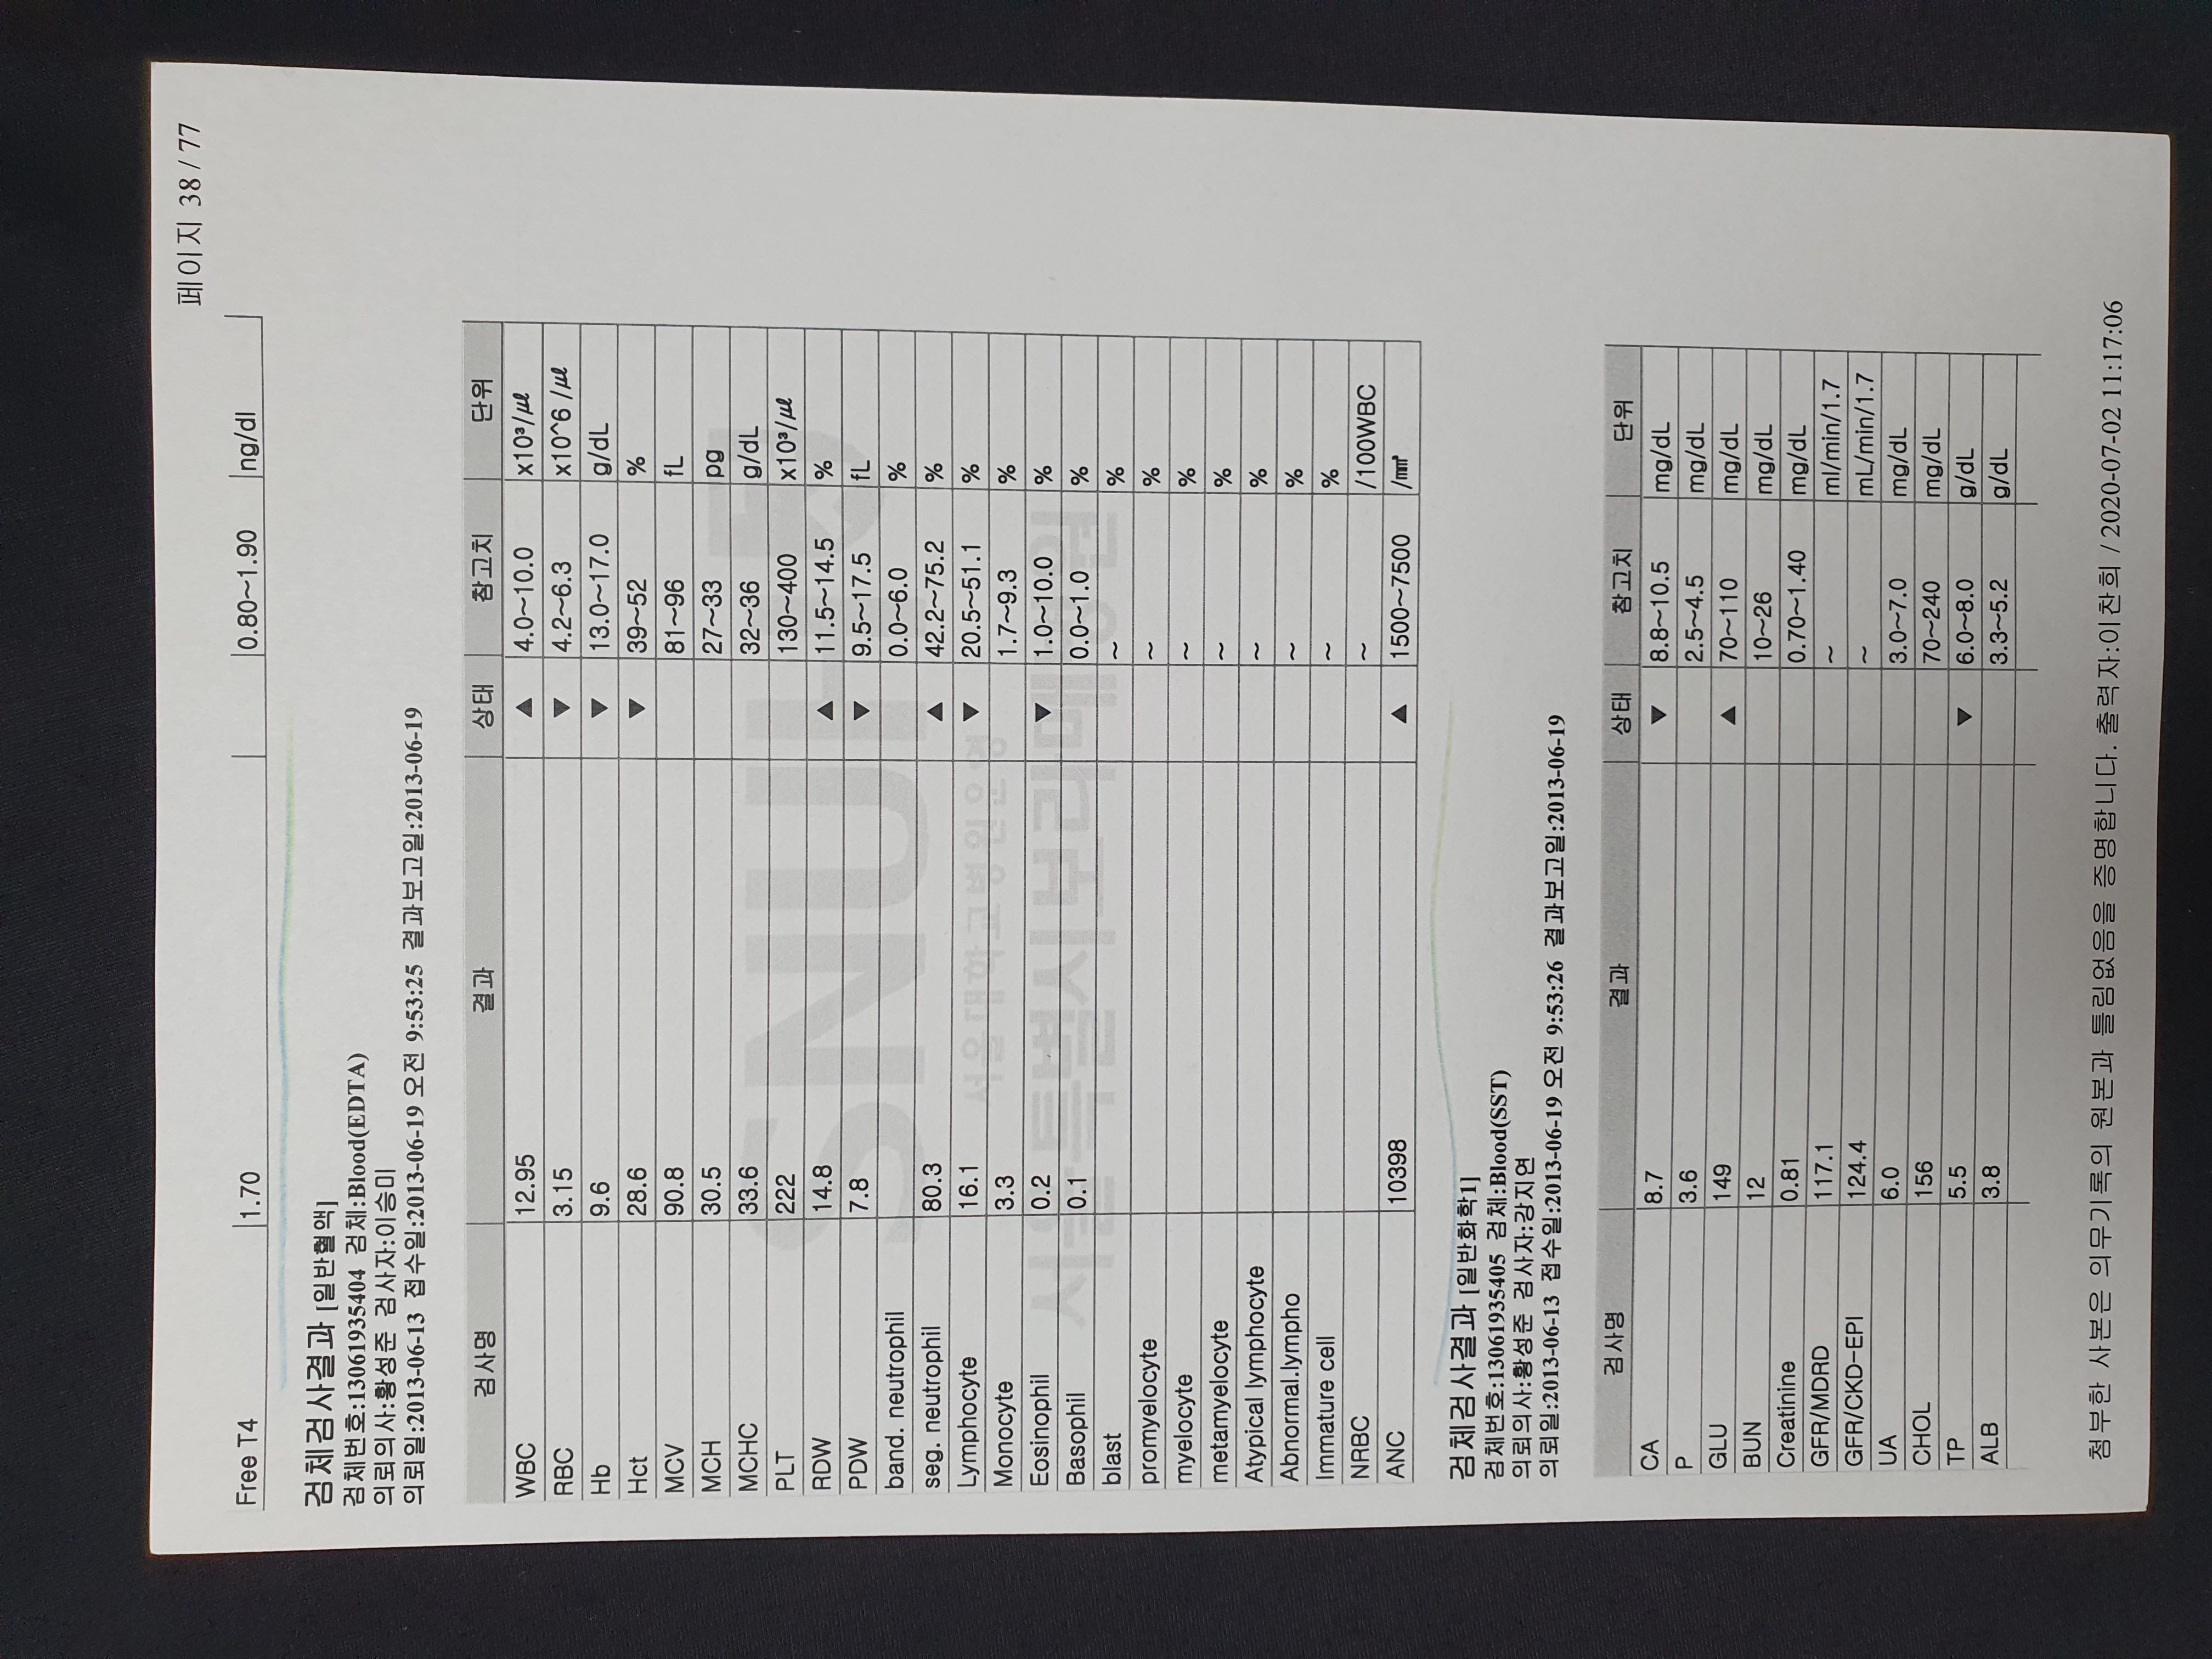 페이지 38 / 77
Free T4 1.70 0.80~1.90 ng/dl
검체검사결과 [일반혈액]
검체번호:13061935404 검체:Blood(EDTA)
의뢰의사:황성준 검사자:이승미
의뢰일:2013-06-13 접수일:2013-06-19 오전 9:53:25 결과보고일:2013-06-19
검사명 결과 상태 참고치 단위
WBC 12.95 ▲ 4.0~10.0 x10³/㎕
RBC 3.15 ▼ 4.2~6.3 x10^6 /㎕
Hb 9.6 ▼ 13.0~17.0 g/dL
Hct 28.6 ▼ 39~52 %
MCV 90.8 81~96 fL
MCH 30.5 27~33 pg
MCHC 33.6 32~36 g/dL
PLT 222 130~400 x10³/㎕
RDW 14.8 ▲ 11.5~14.5 %
PDW 7.8 ▼ 9.5~17.5 fL
band. neutrophil 0.0~6.0 %
seg. neutrophil 80.3 ▲ 42.2~75.2 %
Lymphocyte 16.1 ▼ 20.5~51.1 %
Monocyte 3.3 1.7~9.3 %
Eosinophil 0.2 ▼ 1.0~10.0 %
Basophil 0.1 0.0~1.0 %
blast ~ %
promyelocyte ~ %
myelocyte ~ %
metamyelocyte ~ %
Atypical lymphocyte ~ %
Abnormal.lympho ~ %
Immature cell ~ %
NRBC ~ /100WBC
ANC 10398 ▲ 1500~7500 /㎣
SNUH
서울대학교병원운영
서울특별시보라매병원
검체검사결과 [일반화학1]
검체번호:13061935405 검체:Blood(SST)
의뢰의사:황성준 검사자:강지연
의뢰일:2013-06-13 접수일:2013-06-19 오전 9:53:26 결과보고일:2013-06-19
검사명 결과 상태 참고치 단위
CA 8.7 ▼ 8.8~10.5 mg/dL
P 3.6 2.5~4.5 mg/dL
GLU 149 ▲ 70~110 mg/dL
BUN 12 10~26 mg/dL
Creatinine 0.81 0.70~1.40 mg/dL
GFR/MDRD 117.1 ~ ml/min/1.7
GFR/CKD-EPI 124.4 ~ mL/min/1.7
UA 6.0 3.0~7.0 mg/dL
CHOL 156 70~240 mg/dL
TP 5.5 ▼ 6.0~8.0 g/dL
ALB 3.8 3.3~5.2 g/dL
첨부한 사본은 의무기록의 원본과 틀림없음을 증명합니다. 출력자:이찬희 / 2020-07-02 11:17:06